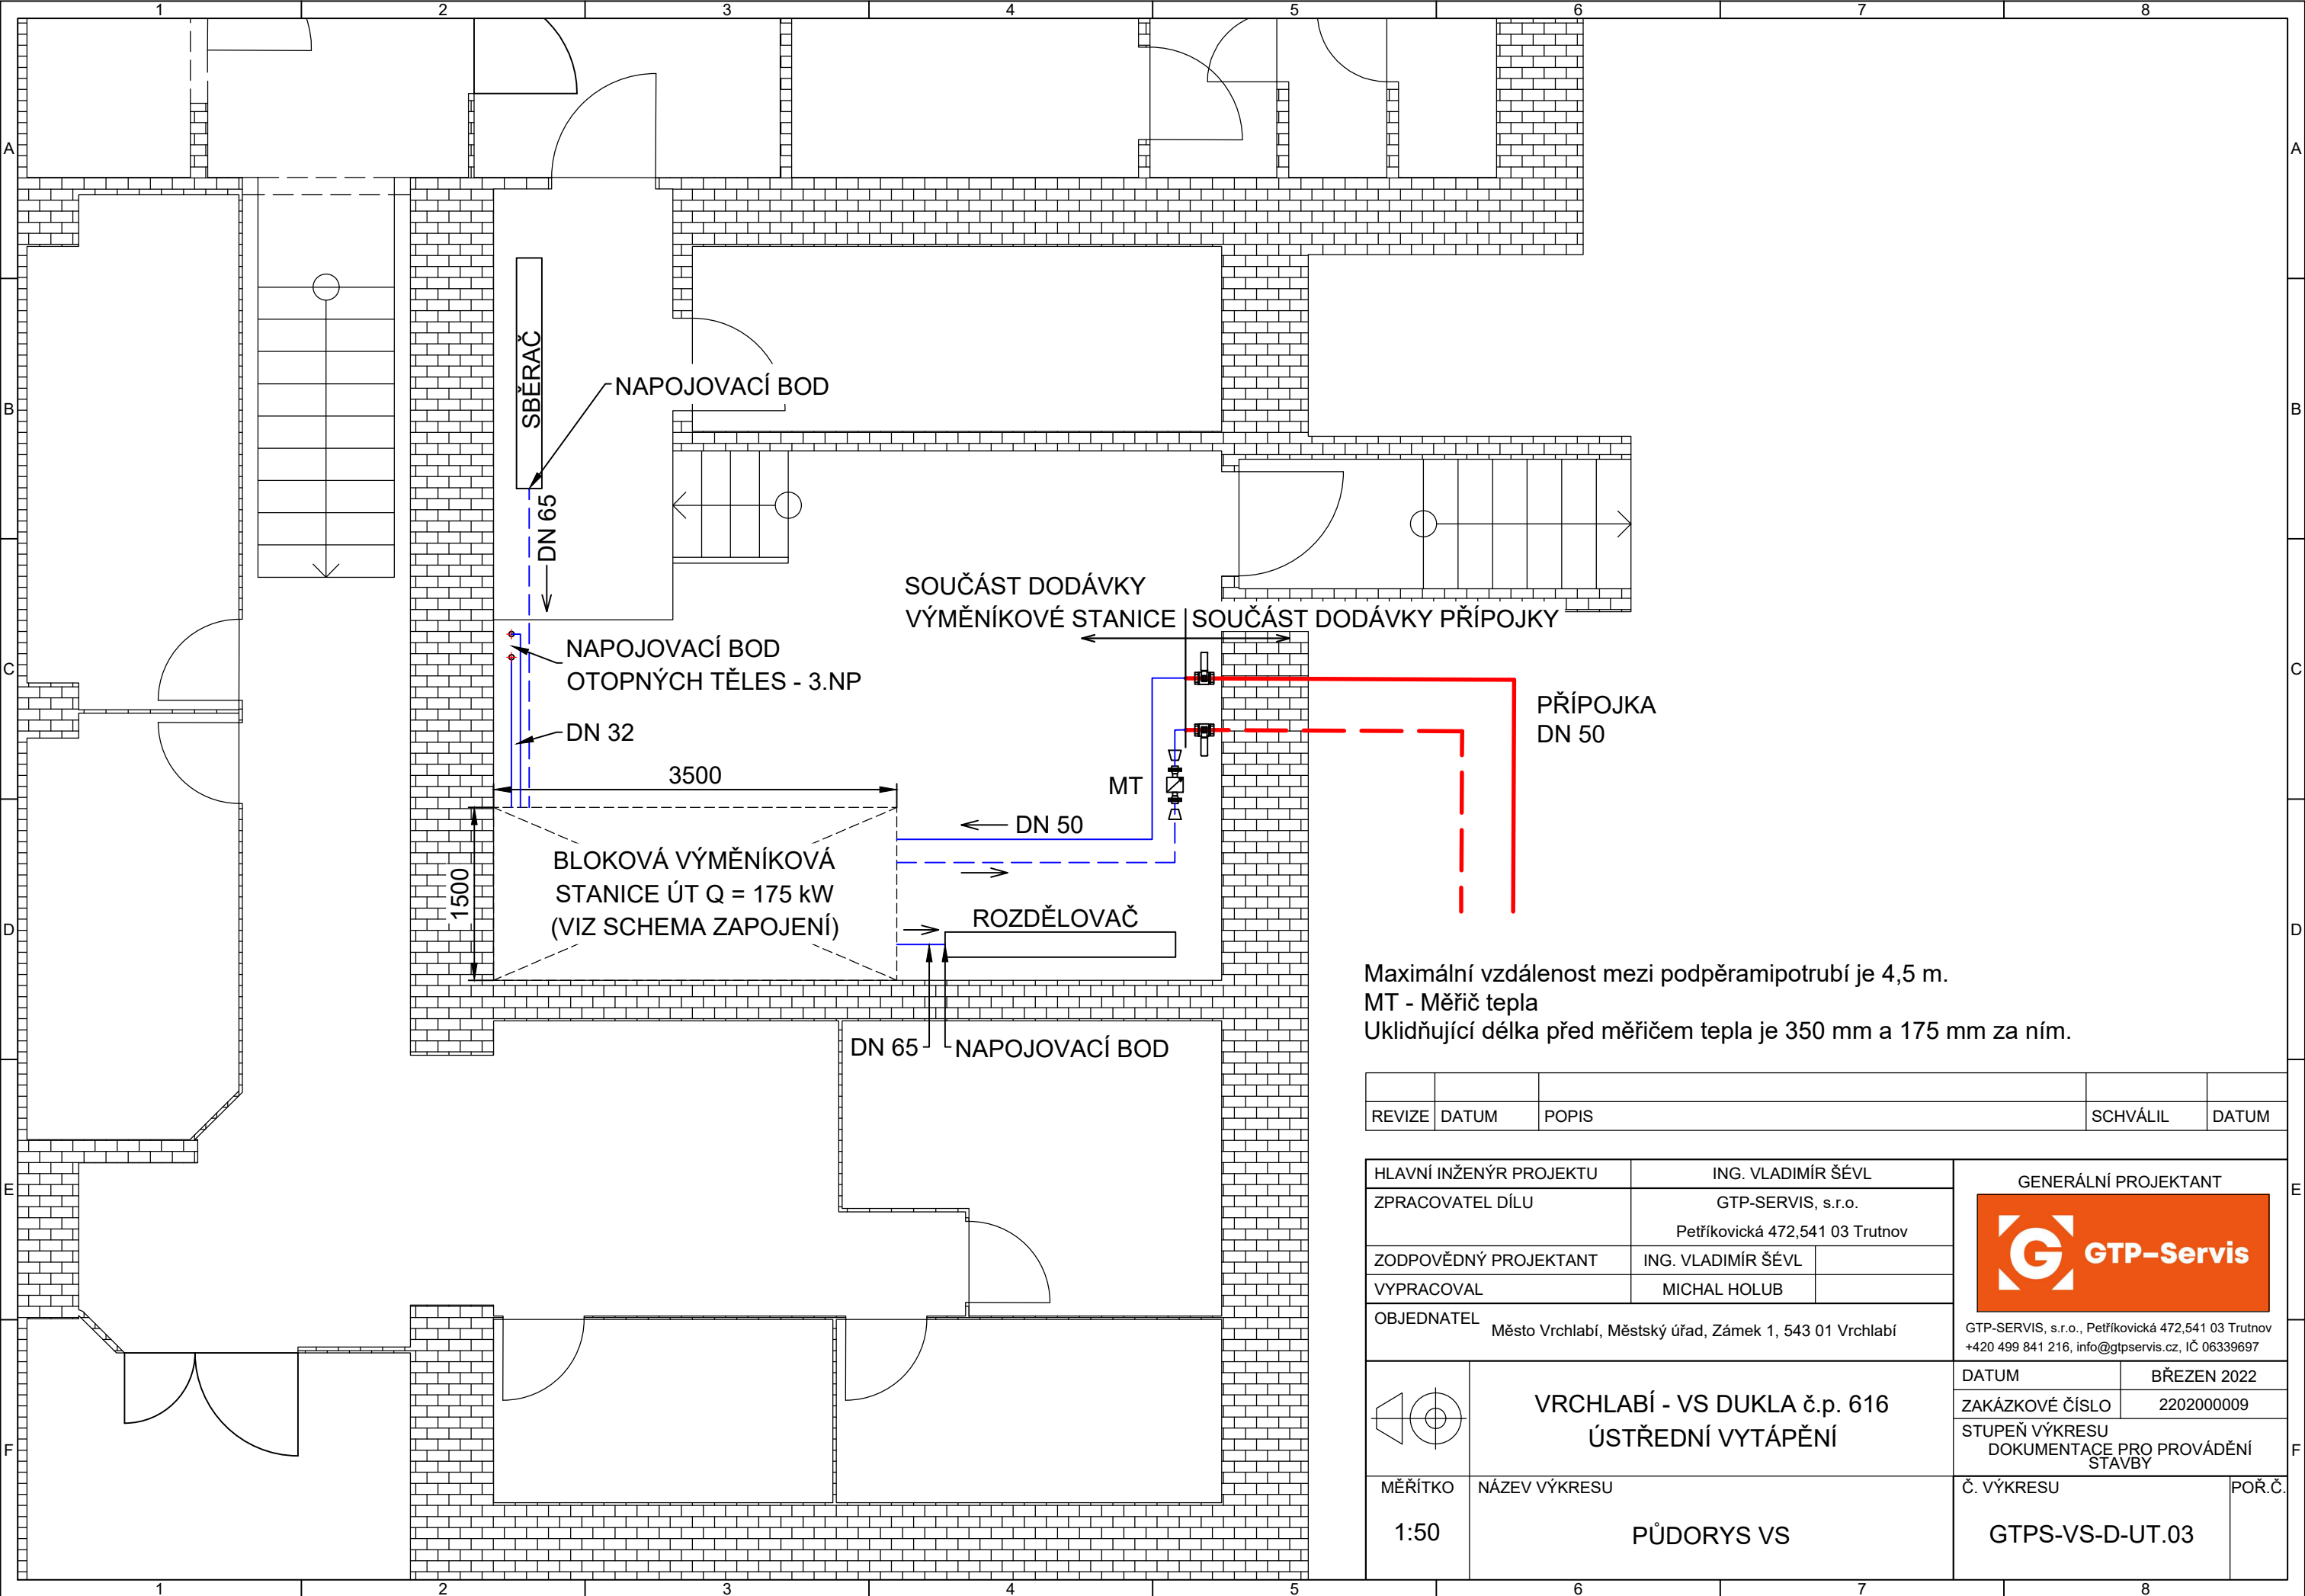 1 2 3 4 5 6 7 8
A A
B B
C C
D D
E E
F F
SBĚRAČ
NAPOJOVACÍ BOD
DN 65
NAPOJOVACÍ BOD
OTOPNÝCH TĚLES - 3.NP
DN 32
SOUČÁST DODÁVKY
VÝMĚNÍKOVÉ STANICE
SOUČÁST DODÁVKY PŘÍPOJKY
PŘÍPOJKA
DN 50
MT
3500
1500
DN 50
BLOKOVÁ VÝMĚNÍKOVÁ
STANICE ÚT Q = 175 kW
(VIZ SCHEMA ZAPOJENÍ)
ROZDĚLOVAČ
DN 65
NAPOJOVACÍ BOD
Maximální vzdálenost mezi podpěramipotrubí je 4,5 m.
MT - Měřič tepla
Uklidňující délka před měřičem tepla je 350 mm a 175 mm za ním.
REVIZE DATUM POPIS SCHVÁLIL DATUM
HLAVNÍ INŽENÝR PROJEKTU ING. VLADIMÍR ŠÉVL
ZPRACOVATEL DÍLU GTP-SERVIS, s.r.o.
Petříkovická 472,541 03 Trutnov
ZODPOVĚDNÝ PROJEKTANT ING. VLADIMÍR ŠÉVL
VYPRACOVAL MICHAL HOLUB
OBJEDNATEL Město Vrchlabí, Městský úřad, Zámek 1, 543 01 Vrchlabí
GENERÁLNÍ PROJEKTANT
G GTP-Servis
GTP-SERVIS, s.r.o., Petříkovická 472,541 03 Trutnov
+420 499 841 216, info@gtpservis.cz, IČ 06339697
VRCHLABÍ - VS DUKLA č.p. 616
ÚSTŘEDNÍ VYTÁPĚNÍ
DATUM BŘEZEN 2022
ZAKÁZKOVÉ ČÍSLO 2202000009
STUPEŇ VÝKRESU
DOKUMENTACE PRO PROVÁDĚNÍ
STAVBY
MĚŘÍTKO
1:50
NÁZEV VÝKRESU
PŮDORYS VS
Č. VÝKRESU POŘ.Č.
GTPS-VS-D-UT.03
1 2 3 4 5 6 7 8